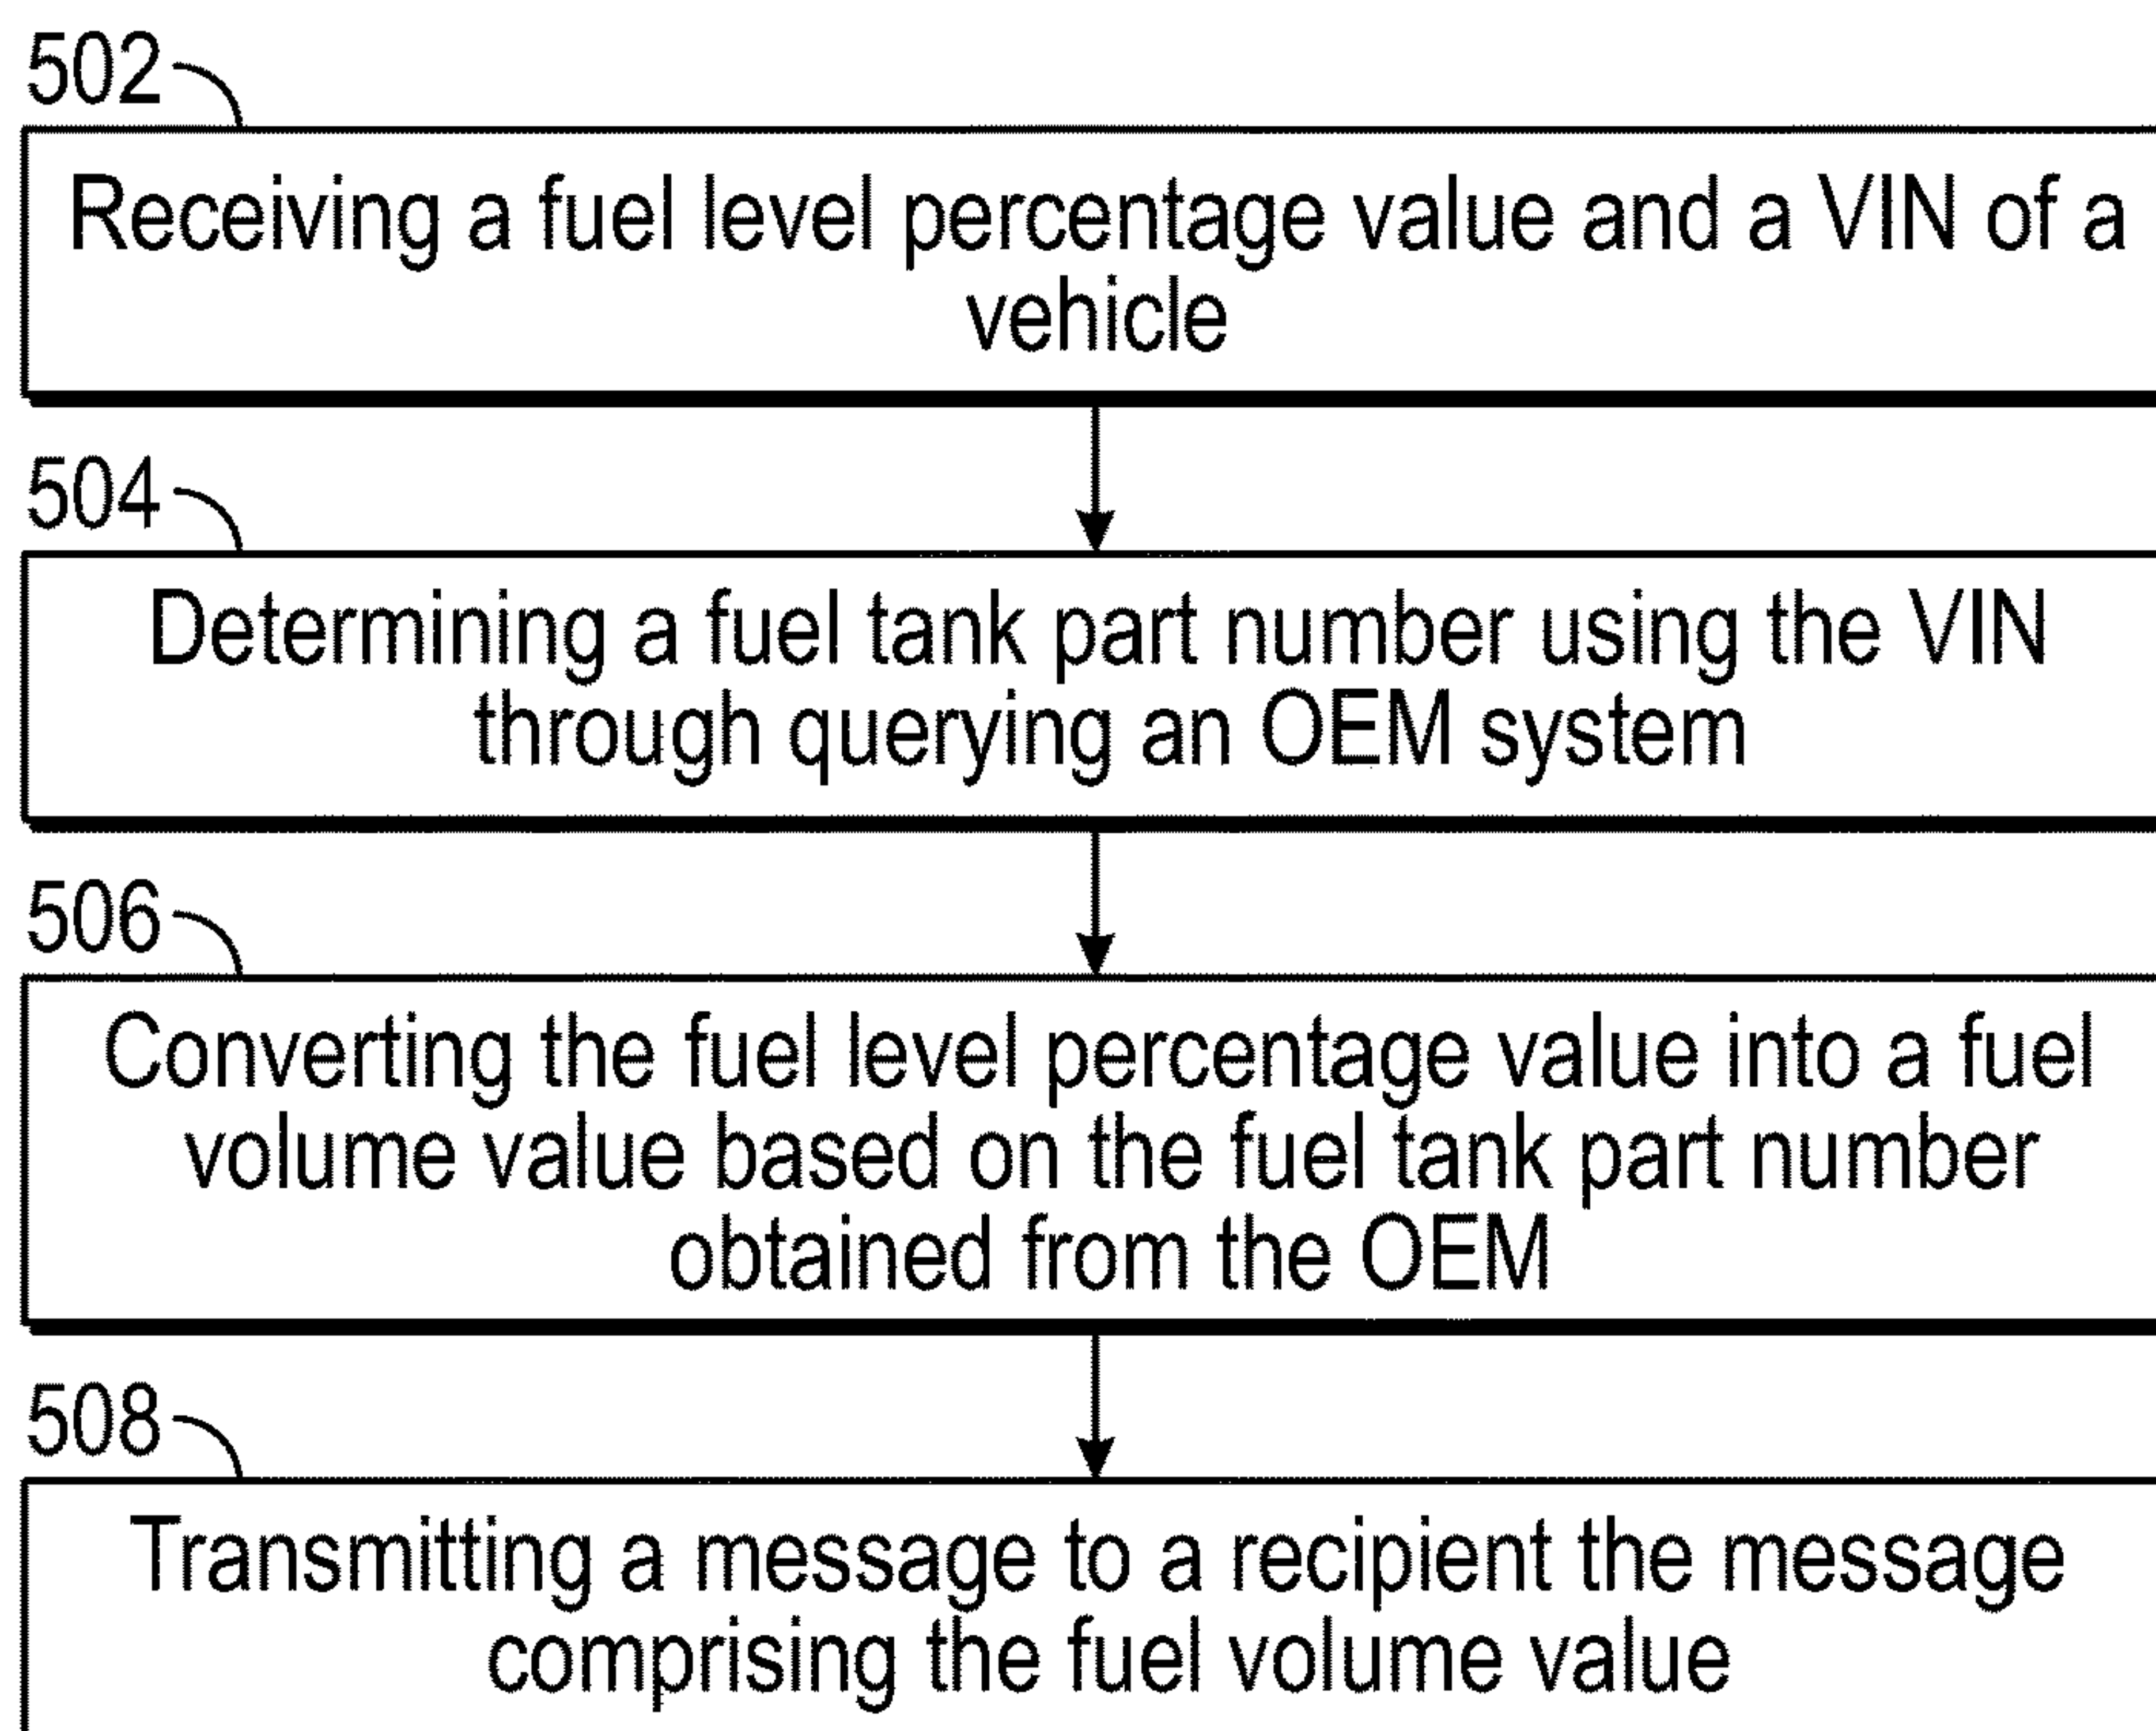 502
Receiving a fuel level percentage value and a VIN of a
vehicle
504
Determining a fuel tank part number using the VIN
through querying an OEM system
506
Converting the fuel level percentage value into a fuel
volume value based on the fuel tank part number
obtained from the OEM
508
Transmitting a message to a recipient the message
comprising the fuel volume value